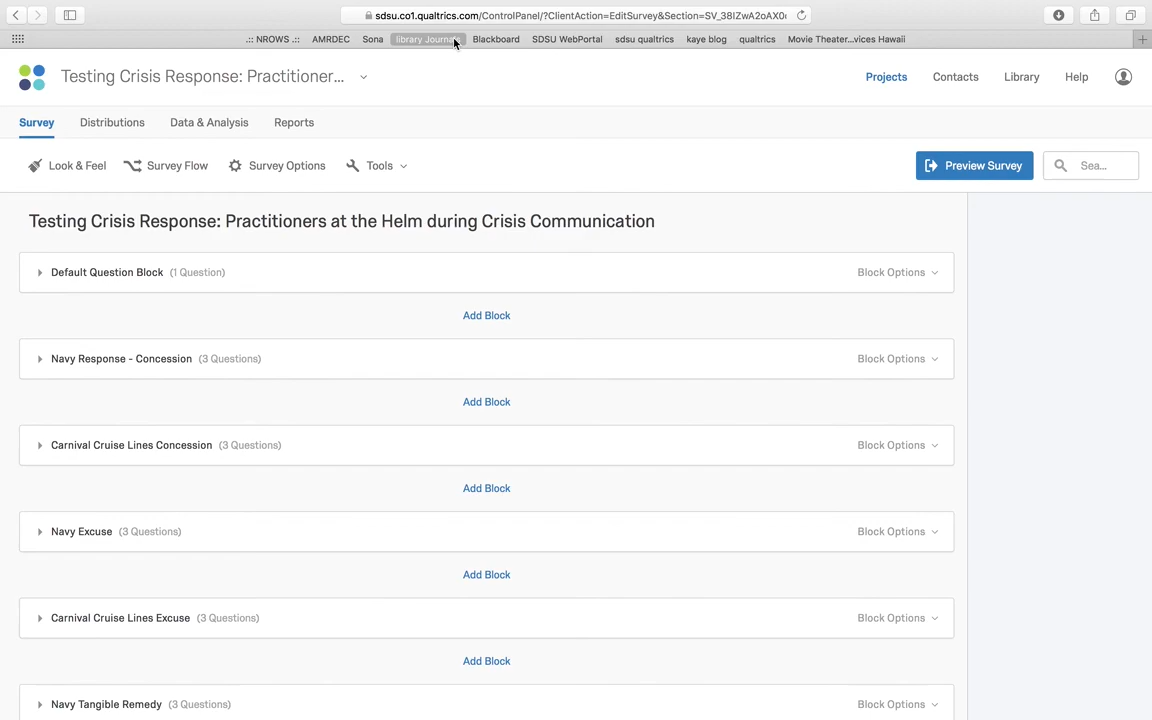 sdsu.co1.qualtrics.com/ControlPanel/?ClientAction=EditSurvey&Section=SV_38IZwA2oAX0
.:: NROWS .:: AMRDEC Sona library Journals Blackboard SDSU WebPortal sdsu qualtrics kaye blog qualtrics Movie Theater...vices Hawaii
Testing Crisis Response: Practitioner...
Projects Contacts Library Help
Survey Distributions Data & Analysis Reports
Look & Feel Survey Flow Survey Options Tools Preview Survey Sea...
Testing Crisis Response: Practitioners at the Helm during Crisis Communication
Default Question Block (1 Question) Block Options
Add Block
Navy Response - Concession (3 Questions) Block Options
Add Block
Carnival Cruise Lines Concession (3 Questions) Block Options
Add Block
Navy Excuse (3 Questions) Block Options
Add Block
Carnival Cruise Lines Excuse (3 Questions) Block Options
Add Block
Navy Tangible Remedy (3 Questions) Block Options